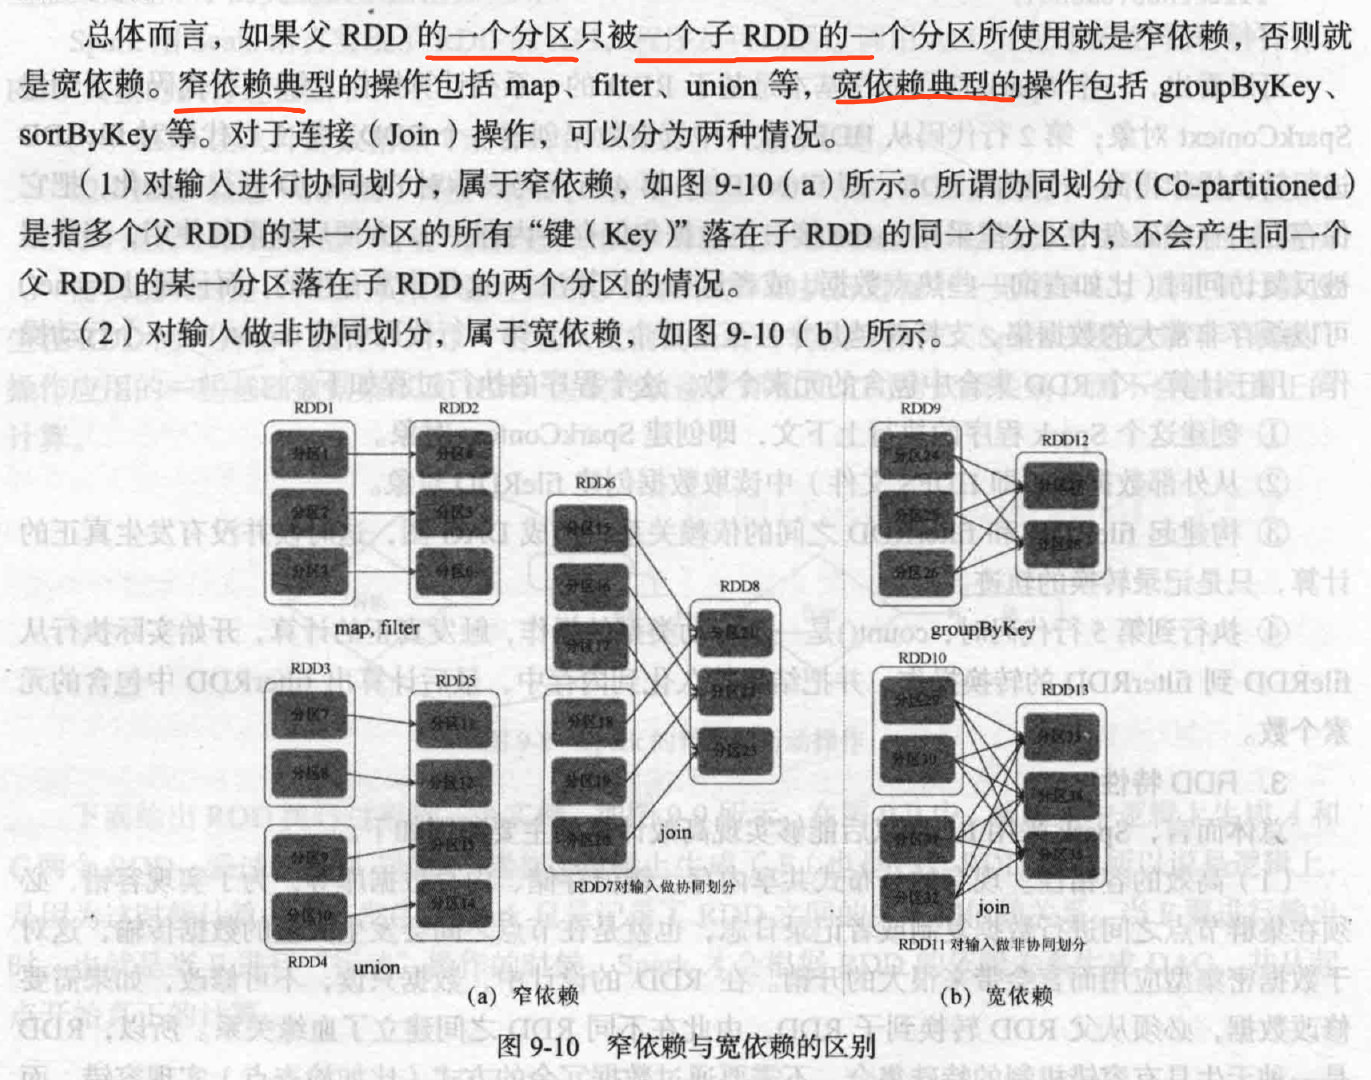 总体而言，如果父 RDD 的一个分区只被一个子 RDD 的一个分区所使用就是窄依赖，否则就
是宽依赖。窄依赖典型的操作包括 map、filter、union 等，宽依赖典型的操作包括 groupByKey、
sortByKey 等。对于连接（Join）操作，可以分为两种情况。
（1）对输入进行协同划分，属于窄依赖，如图 9-10（a）所示。所谓协同划分（Co-partitioned）
是指多个父 RDD 的某一分区的所有“键（Key）”落在子 RDD 的同一个分区内，不会产生同一个
父 RDD 的某一分区落在子 RDD 的两个分区的情况。
（2）对输入做非协同划分，属于宽依赖，如图 9-10（b）所示。
RDD1
分区1
分区2
分区3
RDD2
分区4
分区5
分区6
map, filter
RDD3
分区7
分区8
分区9
分区10
RDD4
RDD5
分区11
分区12
分区13
分区14
union
RDD6
分区15
分区16
分区17
分区18
分区19
分区20
RDD7对输入做协同划分
RDD8
分区21
分区22
分区23
join
(a) 窄依赖
RDD9
分区24
分区25
分区26
RDD12
分区27
分区28
groupByKey
RDD10
分区29
分区30
分区31
分区32
RDD11 对输入做非协同划分
RDD13
分区33
分区34
分区35
join
(b) 宽依赖
图 9-10 窄依赖与宽依赖的区别